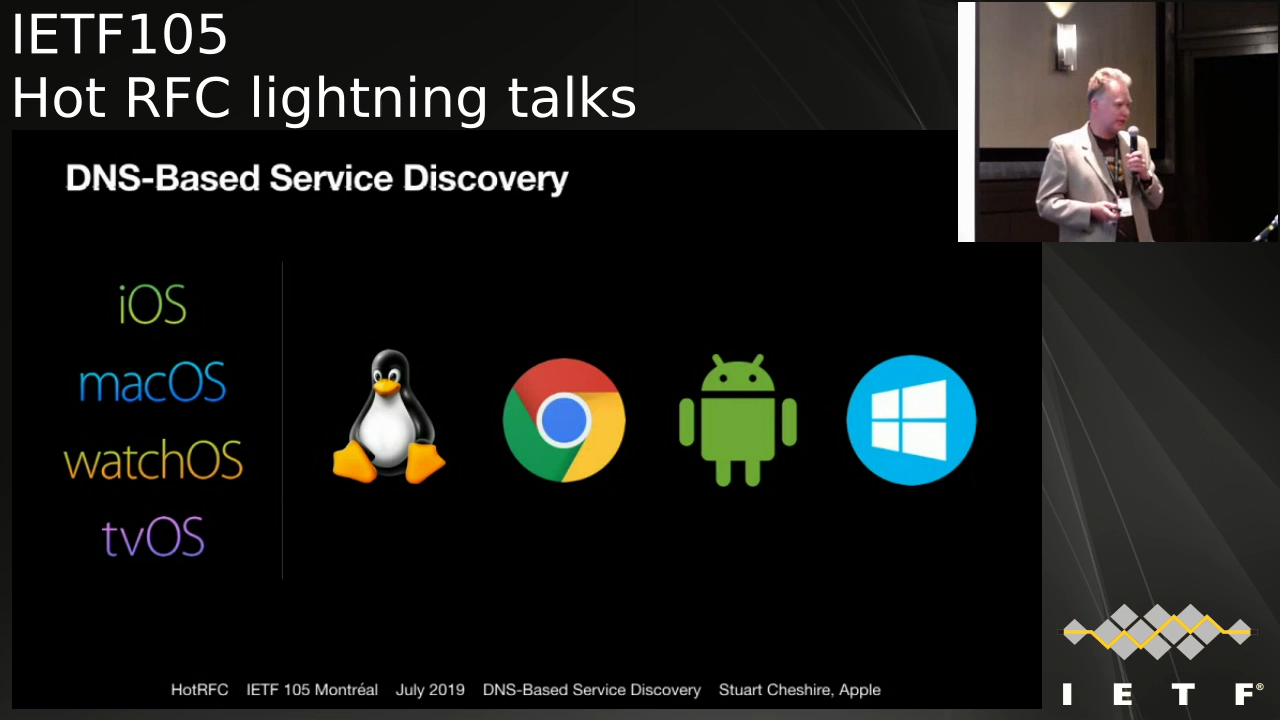 IETF105
Hot RFC lightning talks
DNS-Based Service Discovery
iOS
macOS
watchOS
tvOS
HotRFC IETF 105 Montréal July 2019 DNS-Based Service Discovery Stuart Cheshire, Apple
I E T F®